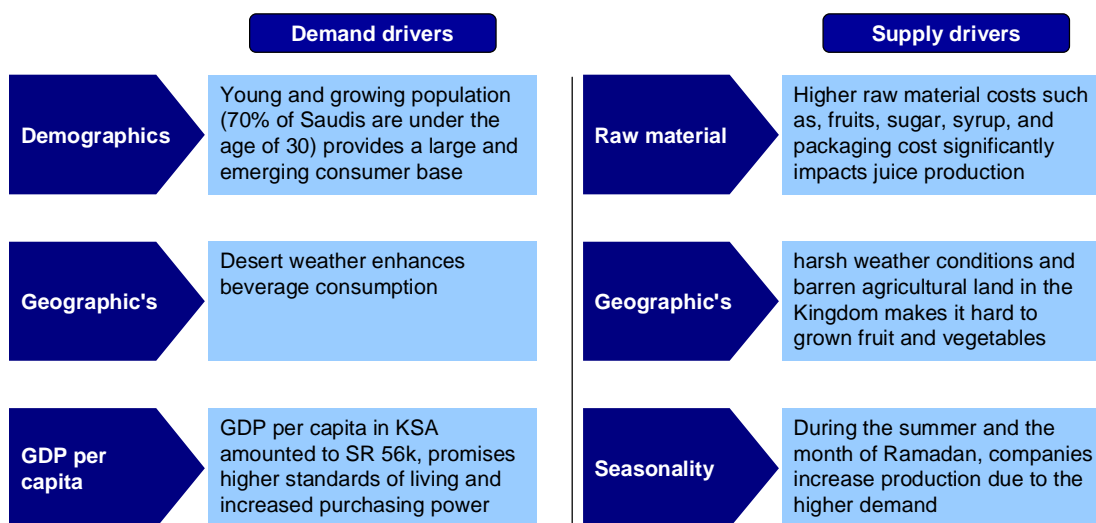 Demand drivers
Demographics
Young and growing population
(70% of Saudis are under the
age of 30) provides a large and
emerging consumer base
Geographic's
Desert weather enhances
beverage consumption
GDP per
capita
GDP per capita in KSA
amounted to SR 56k, promises
higher standards of living and
increased purchasing power
Supply drivers
Raw material
Higher raw material costs such
as, fruits, sugar, syrup, and
packaging cost significantly
impacts juice production
Geographic's
harsh weather conditions and
barren agricultural land in the
Kingdom makes it hard to
grown fruit and vegetables
Seasonality
During the summer and the
month of Ramadan, companies
increase production due to the
higher demand